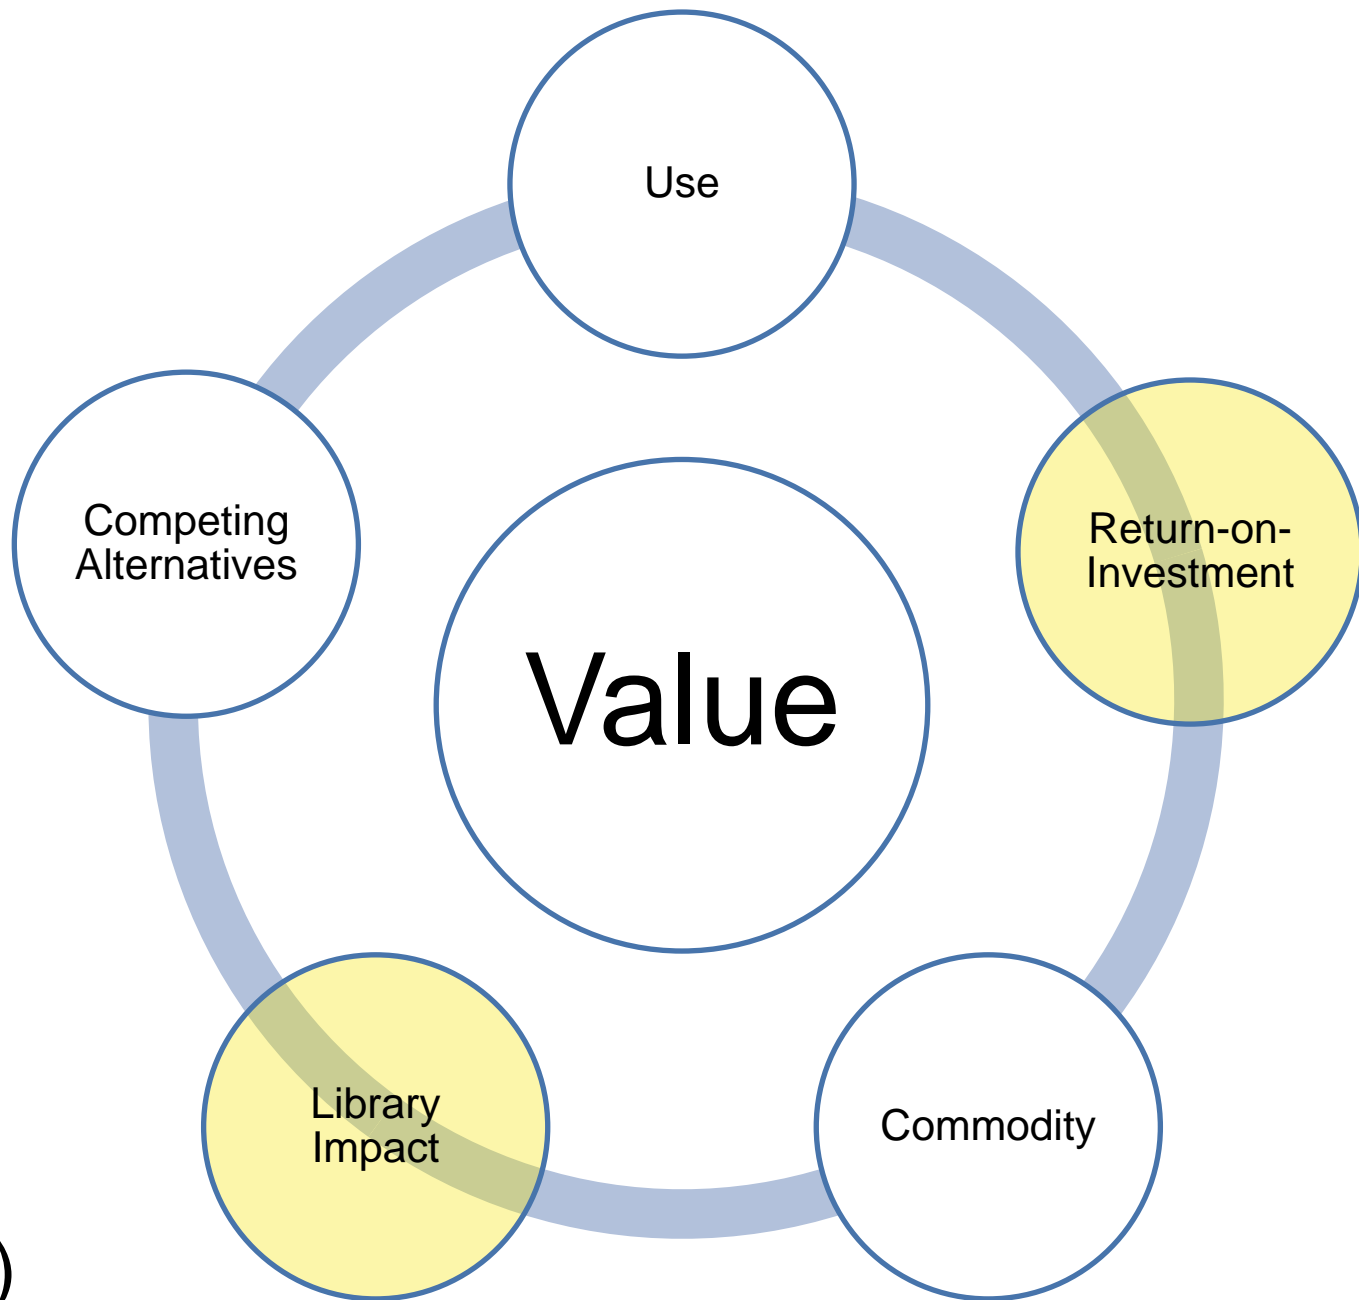 Use
Competing
Alternatives
Return-on-
Investment
Value
Library
Impact
Commodity
)